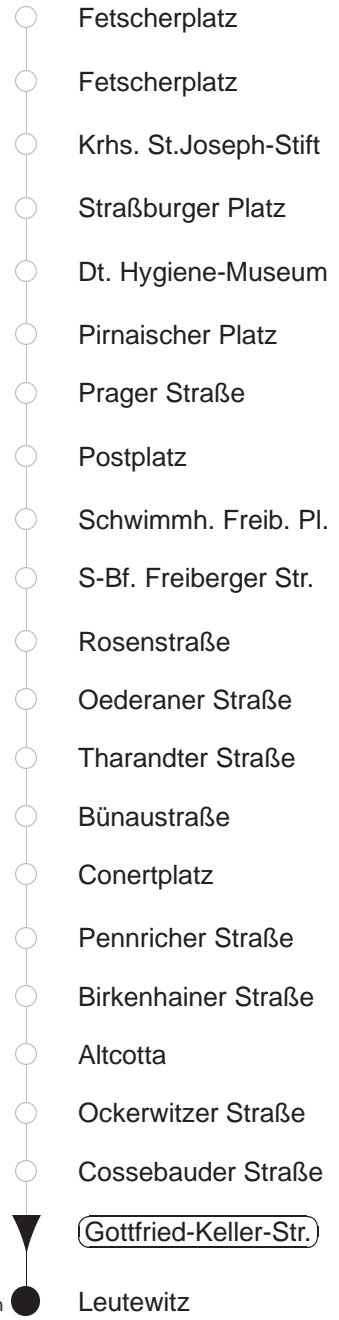 Fetscherplatz
Fetscherplatz
Krhs. St.Joseph-Stift
Straßburger Platz
Dt. Hygiene-Museum
Pirnaischer Platz
Prager Straße
Postplatz
Schwimmh. Freib. Pl.
S-Bf. Freiberger Str.
Rosenstraße
Oederaner Straße
Tharandter Straße
Bünaustraße
Conertplatz
Pennricher Straße
Birkenhainer Straße
Altcotta
Ockerwitzer Straße
Cossebauder Straße
Gottfried-Keller-Str.
Leutewitz